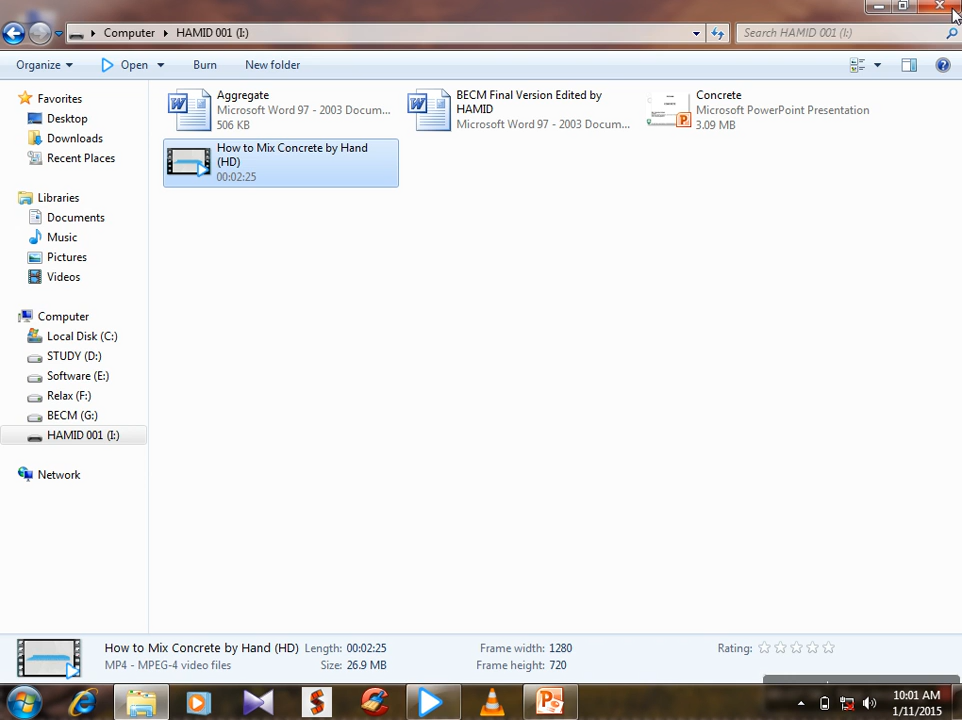 Computer HAMID 001 (I:)
Search HAMID 001 (I:)
Organize Open Burn New folder
Favorites
Desktop
Downloads
Recent Places
Libraries
Documents
Music
Pictures
Videos
Computer
Local Disk (C:)
STUDY (D:)
Software (E:)
Relax (F:)
BECM (G:)
HAMID 001 (I:)
Network
Aggregate
Microsoft Word 97 - 2003 Docum...
506 KB
BECM Final Version Edited by
HAMID
Microsoft Word 97 - 2003 Docum...
Concrete
Microsoft PowerPoint Presentation
3.09 MB
How to Mix Concrete by Hand
(HD)
00:02:25
How to Mix Concrete by Hand (HD) Length: 00:02:25 Frame width: 1280 Rating:
MP4 - MPEG-4 video files Size: 26.9 MB Frame height: 720
10:01 AM
1/11/2015